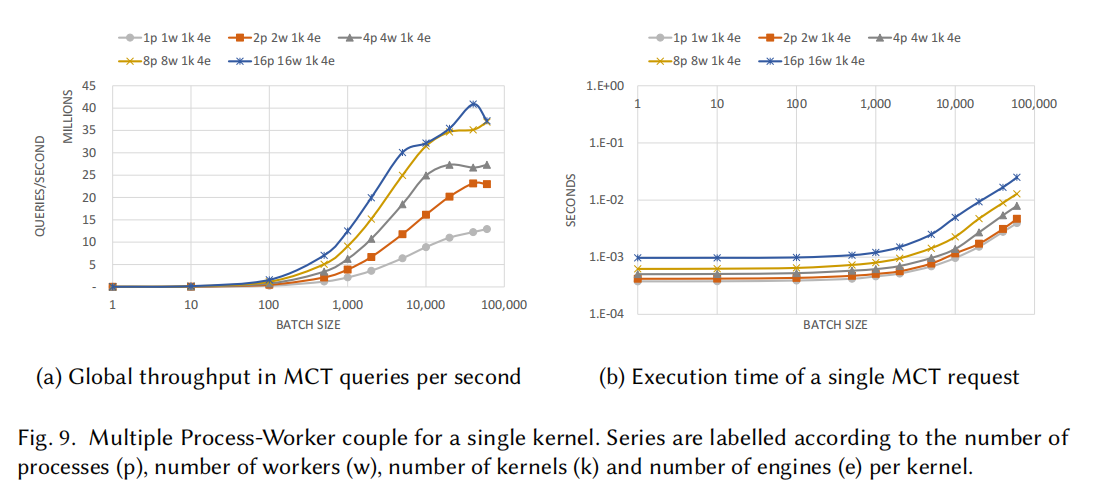 1p 1w 1k 4e 2p 2w 1k 4e 4p 4w 1k 4e
8p 8w 1k 4e 16p 16w 1k 4e
QUERIES/SECOND
MILLIONS
45
40
35
30
25
20
15
10
5
-
1 10 100 1,000 10,000 100,000
BATCH SIZE
(a) Global throughput in MCT queries per second
1p 1w 1k 4e 2p 2w 1k 4e 4p 4w 1k 4e
8p 8w 1k 4e 16p 16w 1k 4e
SECONDS
1.E+00
1 10 100 1,000 10,000 100,000
1.E-01
1.E-02
1.E-03
1.E-04
BATCH SIZE
(b) Execution time of a single MCT request
Fig. 9. Multiple Process-Worker couple for a single kernel. Series are labelled according to the number of
processes (p), number of workers (w), number of kernels (k) and number of engines (e) per kernel.